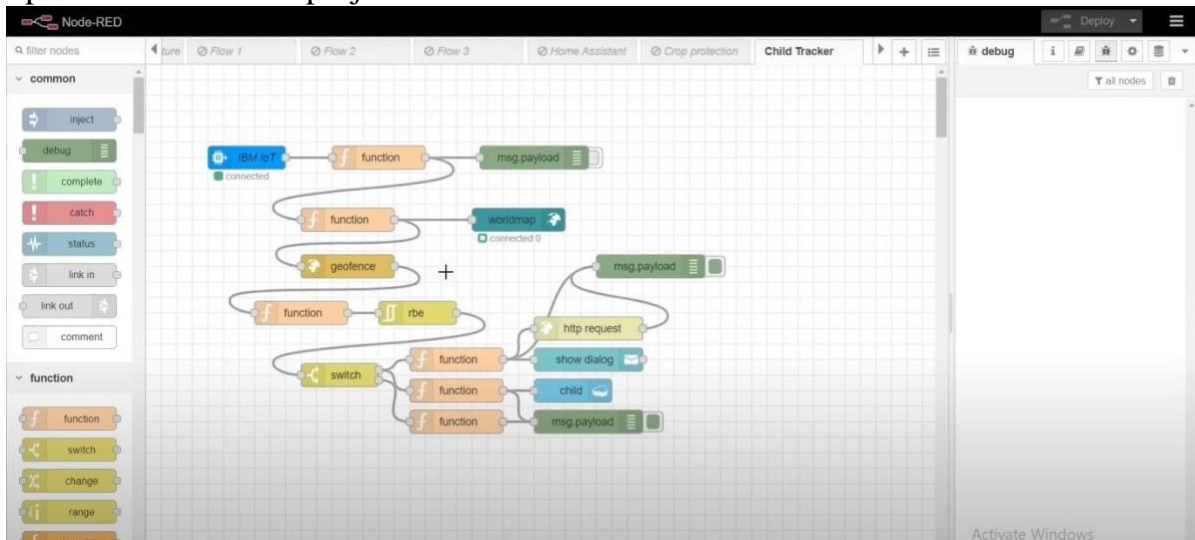 Node-RED
Deploy
filter nodes
Flow 1
Flow 2
Flow 3
Home Assistant
Crop protection
Child Tracker
debug
all nodes
common
inject
debug
complete
catch
status
link in
link out
comment
function
function
switch
change
range
IBM IoT
connected
function
msg.payload
function
worldmap
connected 0
geofence
msg.payload
function
rbe
http request
switch
function
show dialog
function
child
function
msg.payload
Activate Windows